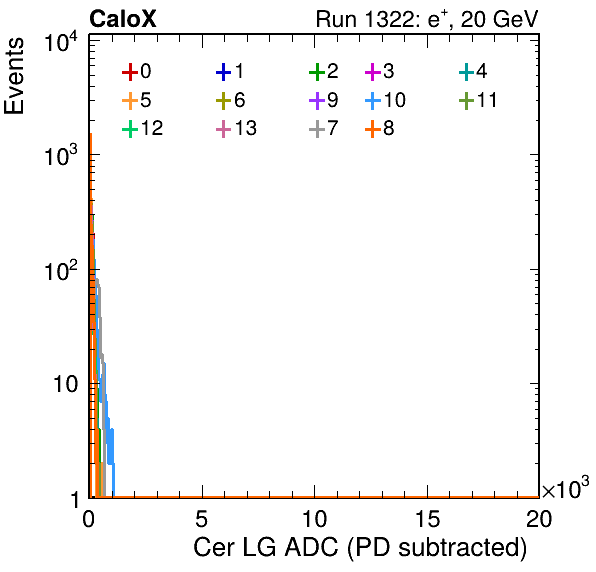 CaloX Run 1322: e⁺, 20 GeV
Events
10⁴
0 1 2 3 4
5 6 9 10 11
12 13 7 8
10³
10²
10
1
0 5 10 15 20
×10³
Cer LG ADC (PD subtracted)